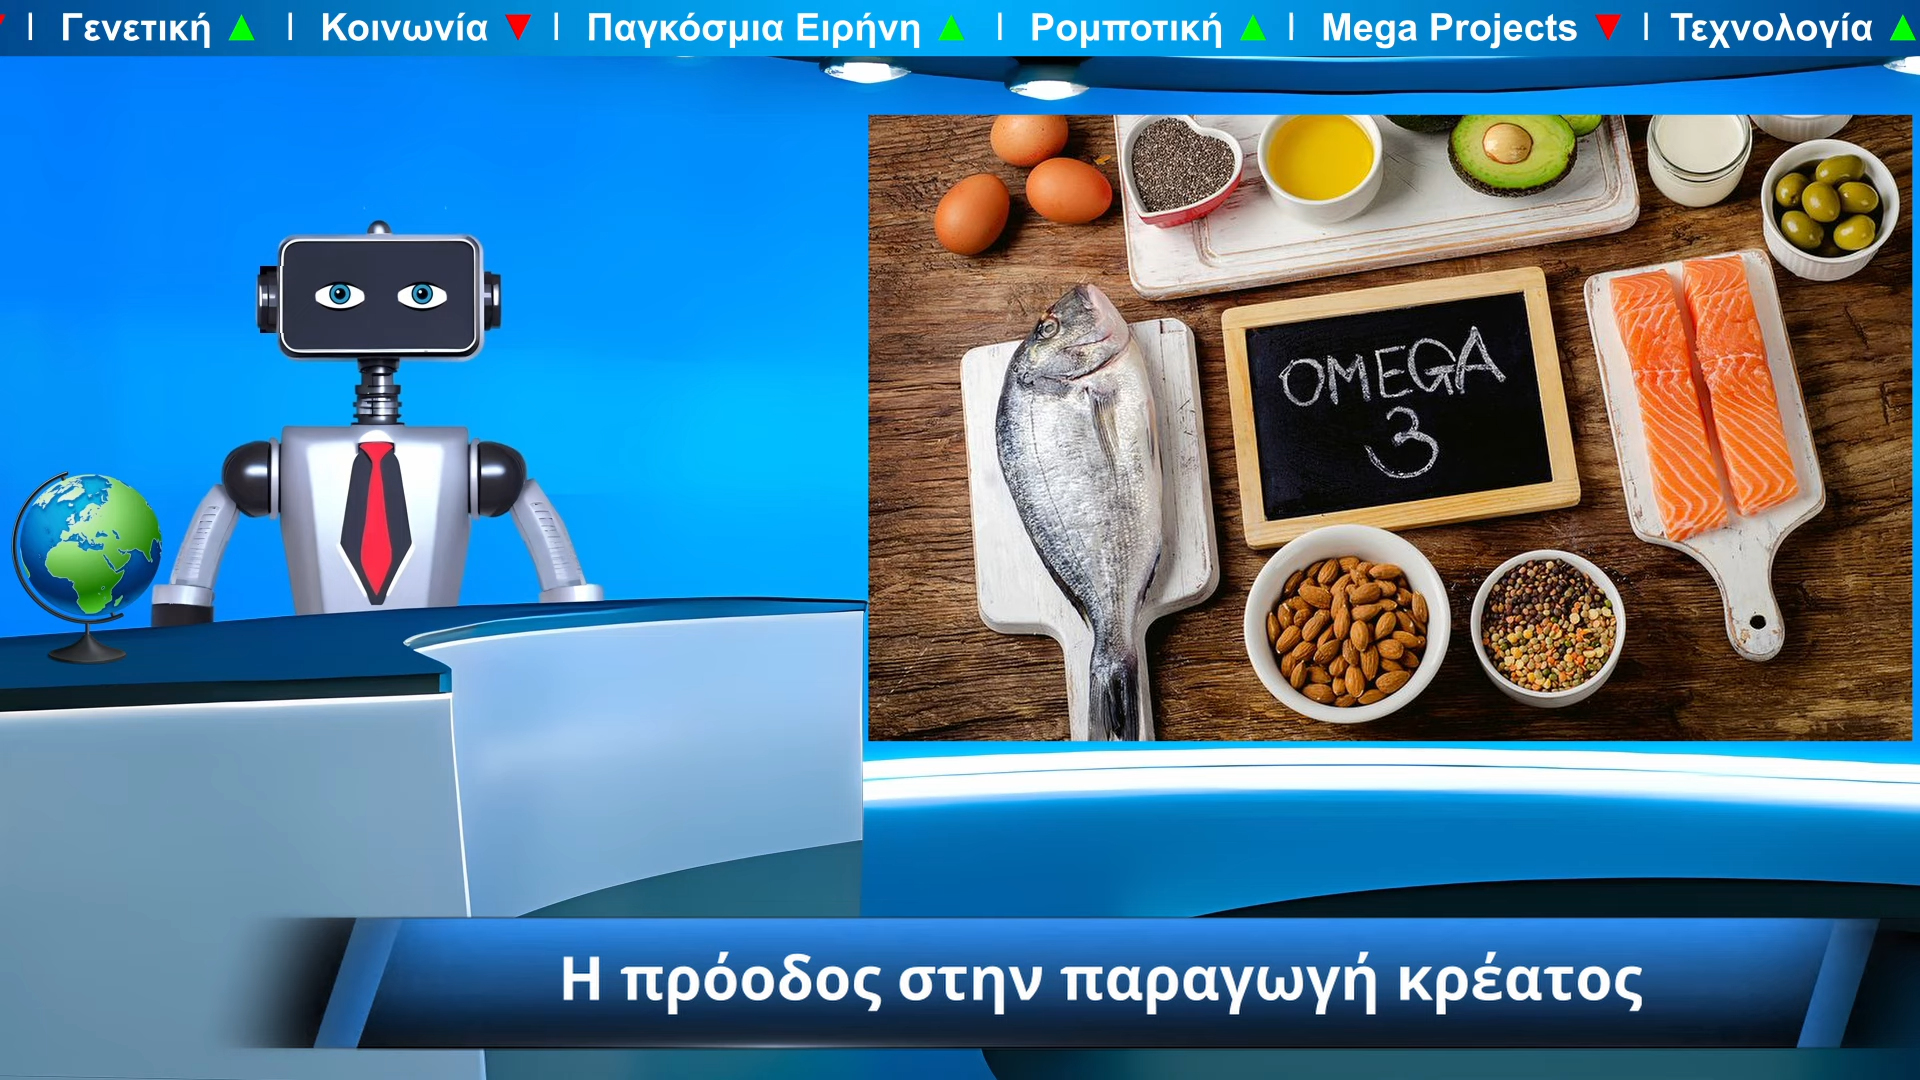 Γενετική ▲ | Κοινωνία ▼ | Παγκόσμια Ειρήνη ▲ | Ρομποτική ▲ | Mega Projects ▼ | Τεχνολογία ▲
OMEGA
3
Η πρόοδος στην παραγωγή κρέατος